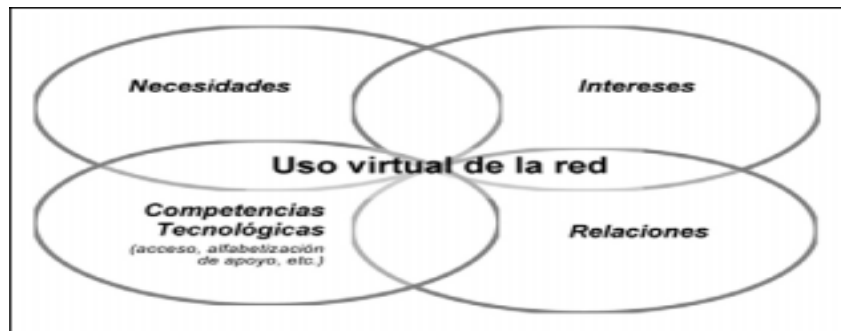 Necesidades
Intereses
Uso virtual de la red
Competencias
Tecnológicas
(acceso, alfabetización
de apoyo, etc.)
Relaciones